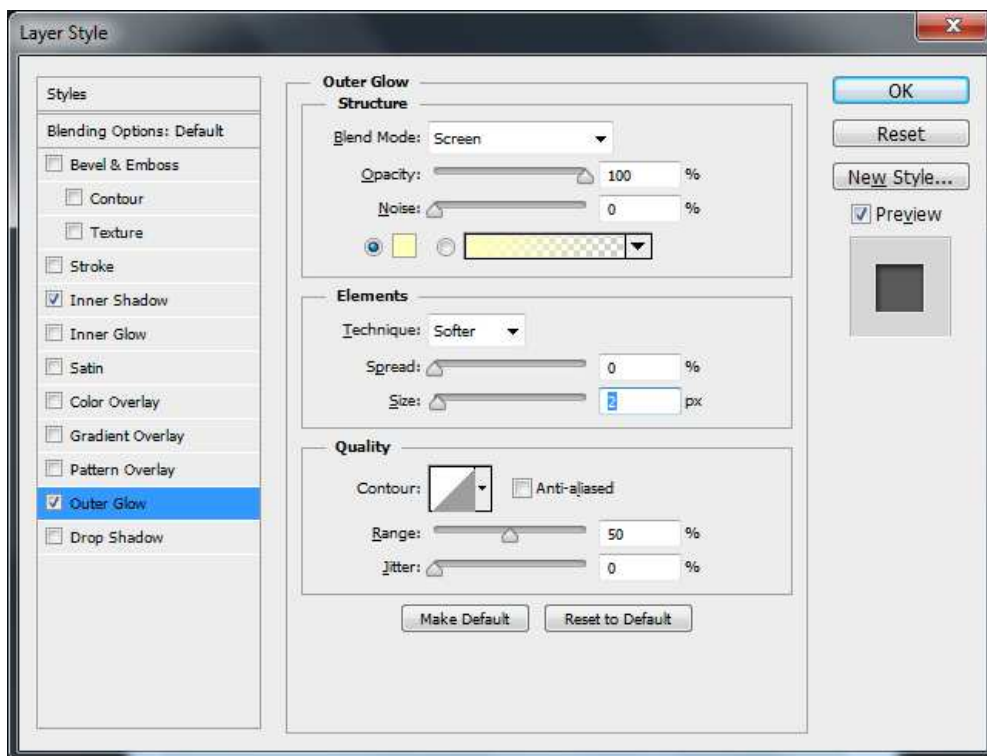 Layer Style
Styles
Blending Options: Default
Bevel & Emboss
Contour
Texture
Stroke
Inner Shadow
Inner Glow
Satin
Color Overlay
Gradient Overlay
Pattern Overlay
Outer Glow
Drop Shadow
Outer Glow
Structure
Blend Mode: Screen
Opacity: 100 %
Noise: 0 %
Elements
Technique: Softer
Spread: 0 %
Size: 2 px
Quality
Contour: Anti-aliased
Range: 50 %
Jitter: 0 %
Make Default Reset to Default
OK
Reset
New Style...
Preview